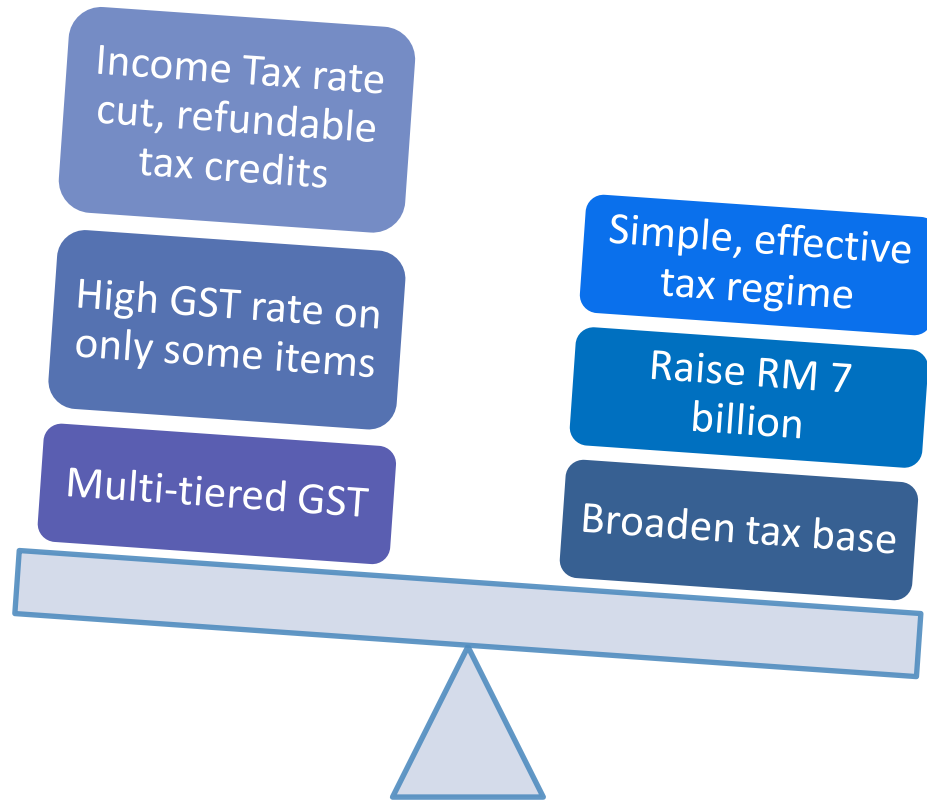 Income Tax rate
cut, refundable
tax credits
High GST rate on
only some items
Multi-tiered GST
Simple, effective
tax regime
Raise RM 7
billion
Broaden tax base